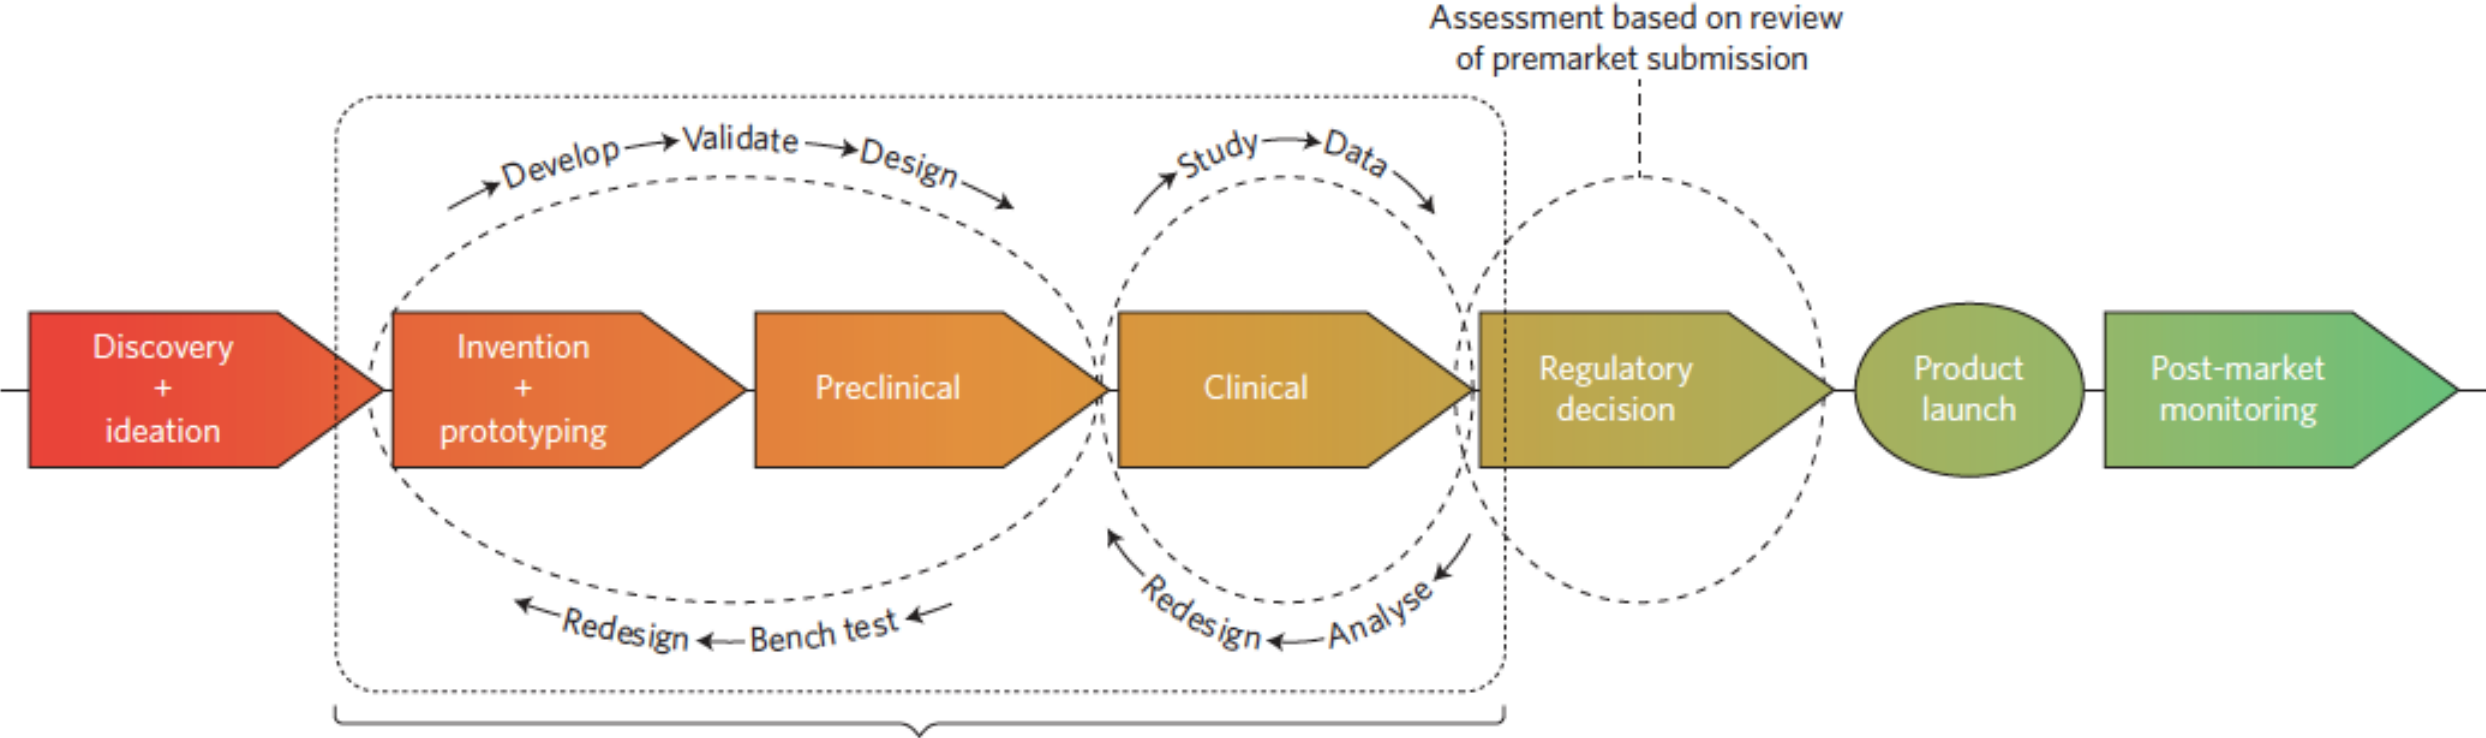 Assessment based on review
of premarket submission
Develop
Validate
Design
Study
Data
Discovery
+
ideation
Invention
+
prototyping
Preclinical
Clinical
Regulatory
decision
Product
launch
Post-market
monitoring
Redesign
Bench test
Redesign
Analyse